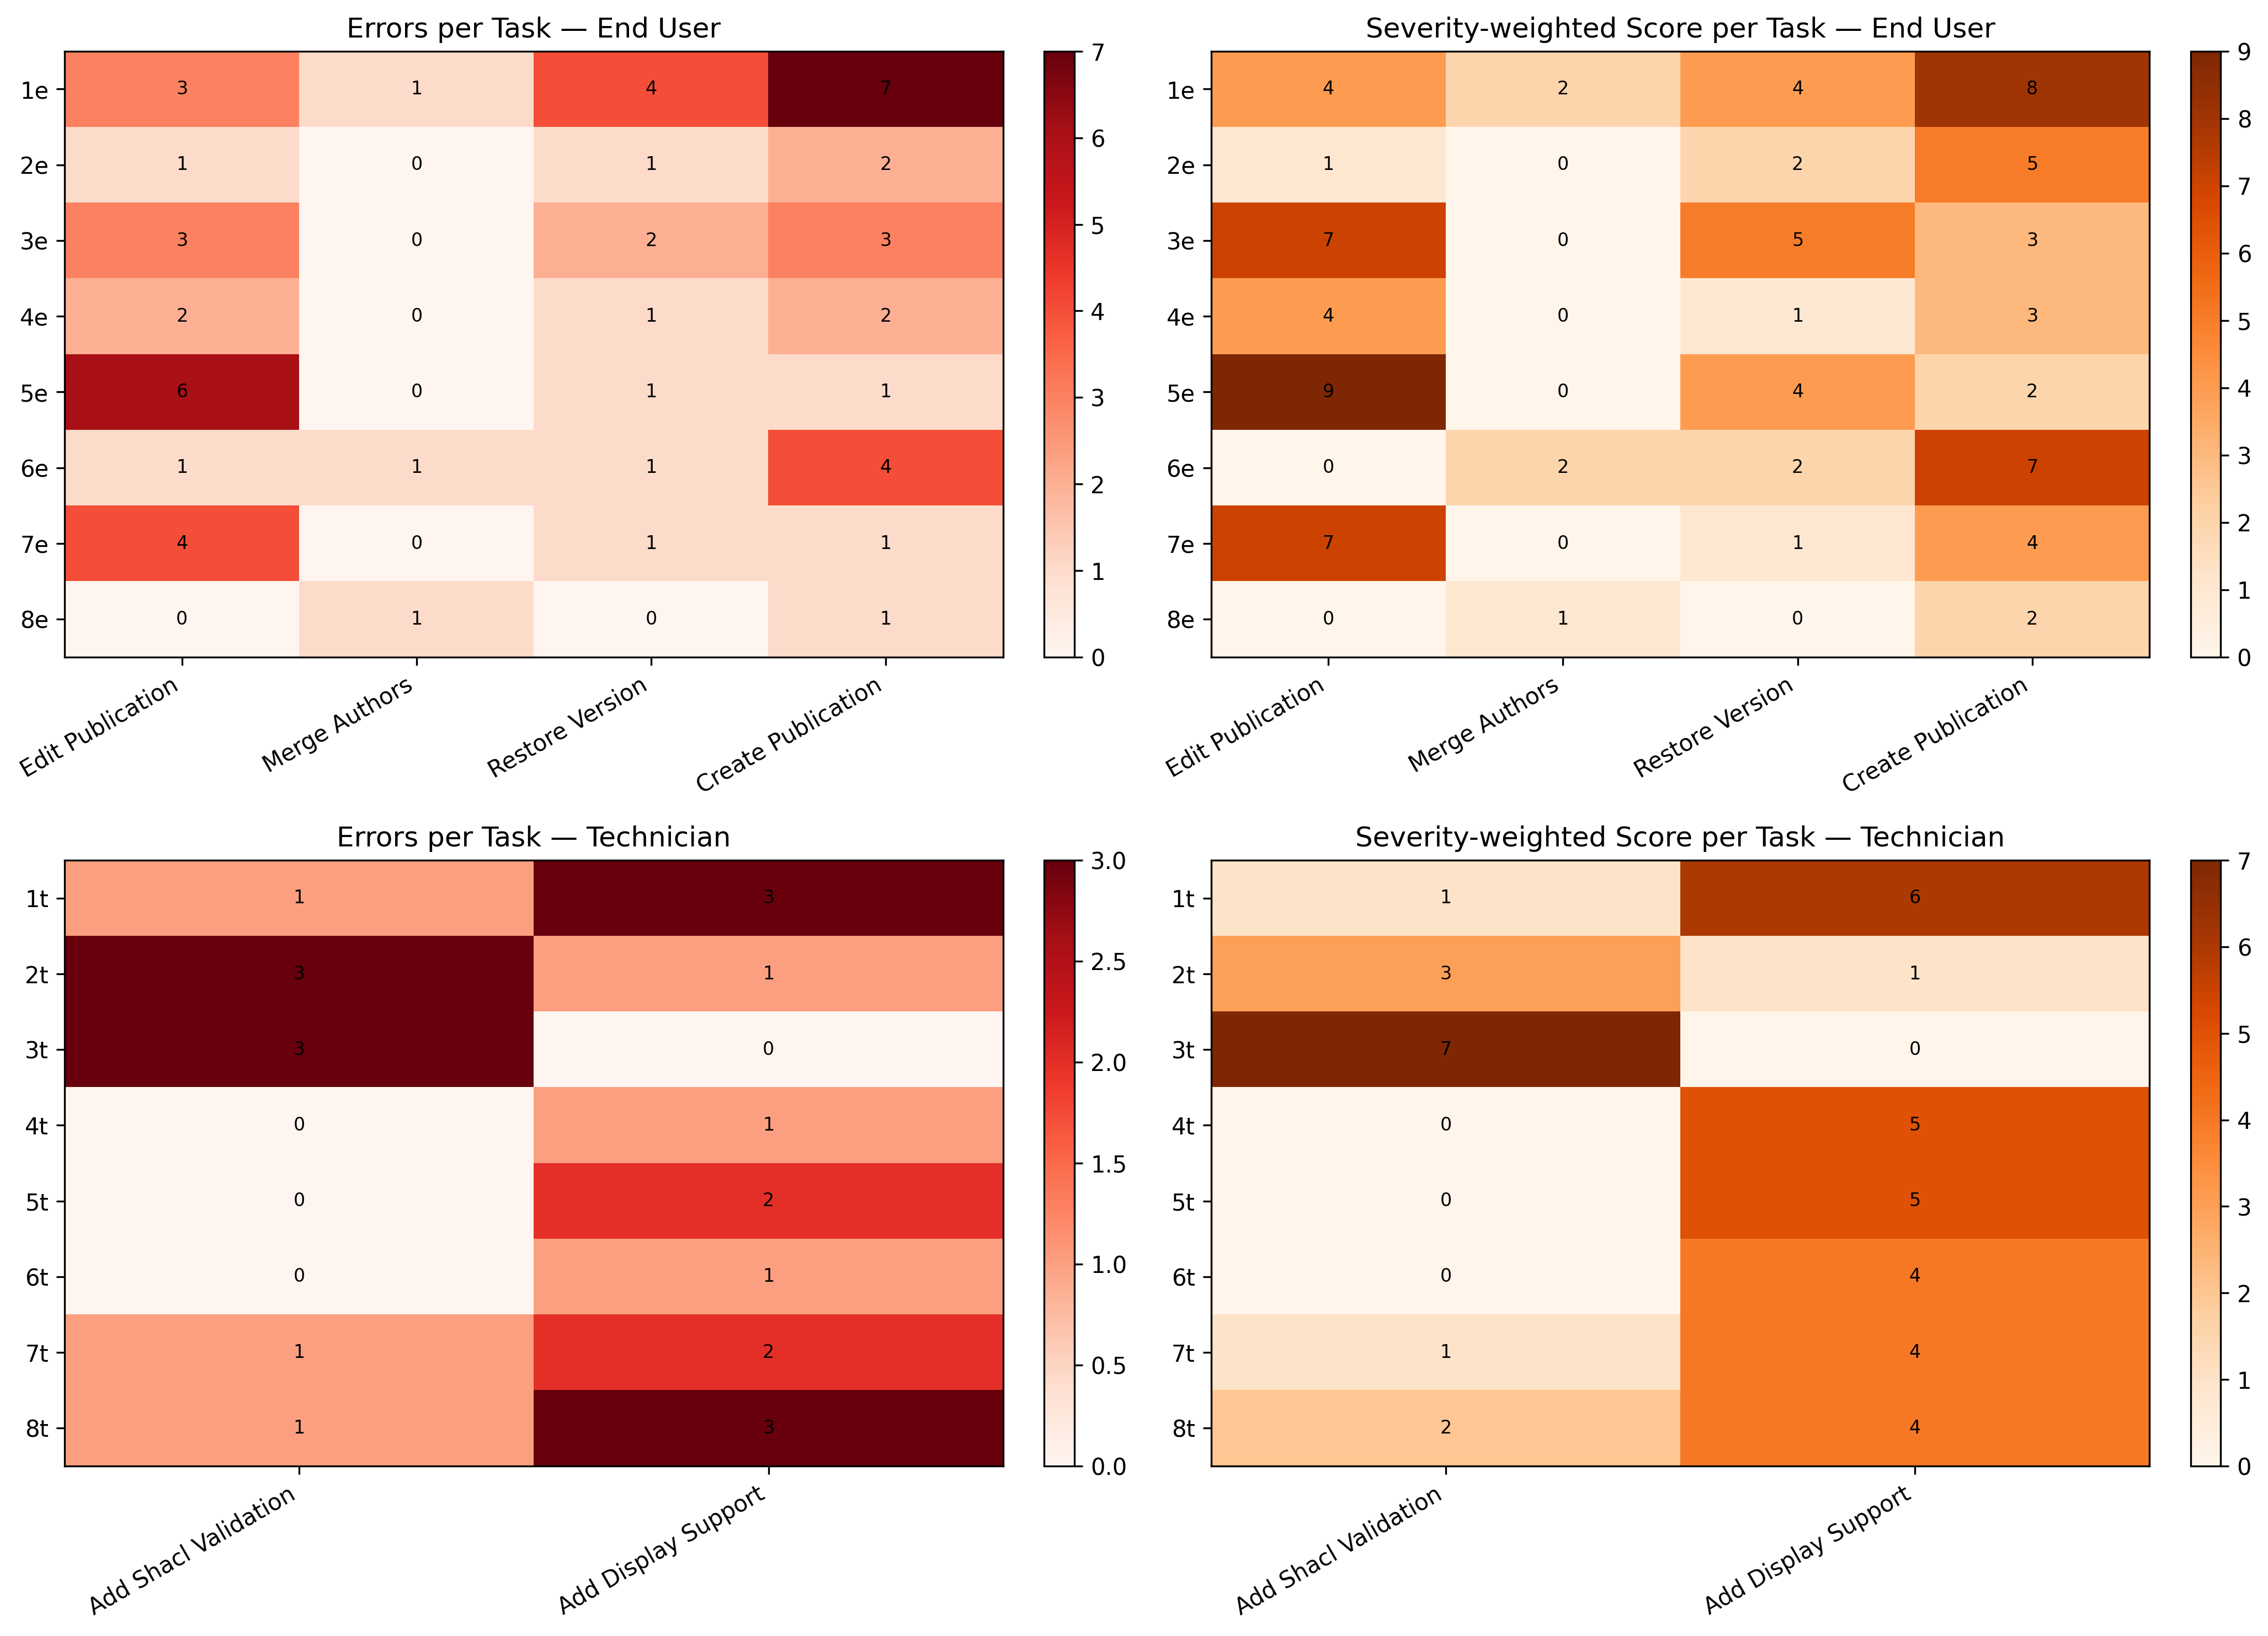 Errors per Task — End User
1e 3 1 4 7
2e 1 0 1 2
3e 3 0 2 3
4e 2 0 1 2
5e 6 0 1 1
6e 1 1 1 4
7e 4 0 1 1
8e 0 1 0 1
Edit Publication
Merge Authors
Restore Version
Create Publication
7
6
5
4
3
2
1
0
Severity-weighted Score per Task — End User
1e 4 2 4 8
2e 1 0 2 5
3e 7 0 5 3
4e 4 0 1 3
5e 9 0 4 2
6e 0 2 2 7
7e 7 0 1 4
8e 0 1 0 2
Edit Publication
Merge Authors
Restore Version
Create Publication
9
8
7
6
5
4
3
2
1
0
Errors per Task — Technician
1t 1 3
2t 3 1
3t 3 0
4t 0 1
5t 0 2
6t 0 1
7t 1 2
8t 1 3
Add Shacl Validation
Add Display Support
3.0
2.5
2.0
1.5
1.0
0.5
0.0
Severity-weighted Score per Task — Technician
1t 1 6
2t 3 1
3t 7 0
4t 0 5
5t 0 5
6t 0 4
7t 1 4
8t 2 4
Add Shacl Validation
Add Display Support
7
6
5
4
3
2
1
0